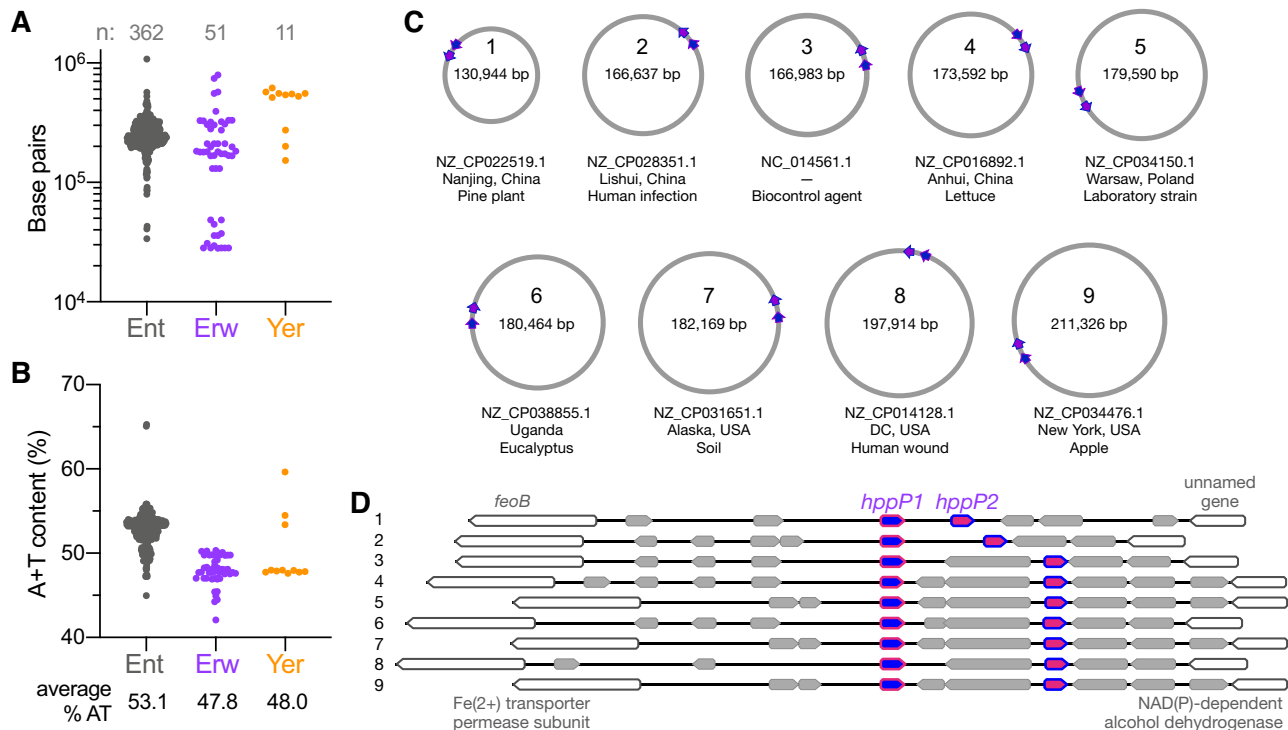 A
n: 362 51 11
Base pairs
10⁶
10⁵
10⁴
Ent Erw Yer
B
A+T content (%)
70
60
50
40
Ent Erw Yer
average
% AT
53.1 47.8 48.0
C
1
130,944 bp
NZ_CP022519.1
Nanjing, China
Pine plant
2
166,637 bp
NZ_CP028351.1
Lishui, China
Human infection
3
166,983 bp
NC_014561.1
—
Biocontrol agent
4
173,592 bp
NZ_CP016892.1
Anhui, China
Lettuce
5
179,590 bp
NZ_CP034150.1
Warsaw, Poland
Laboratory strain
6
180,464 bp
NZ_CP038855.1
Uganda
Eucalyptus
7
182,169 bp
NZ_CP031651.1
Alaska, USA
Soil
8
197,914 bp
NZ_CP014128.1
DC, USA
Human wound
9
211,326 bp
NZ_CP034476.1
New York, USA
Apple
D
feoB
hppP1 hppP2
unnamed
gene
1
2
3
4
5
6
7
8
9
Fe(2+) transporter
permease subunit
NAD(P)-dependent
alcohol dehydrogenase